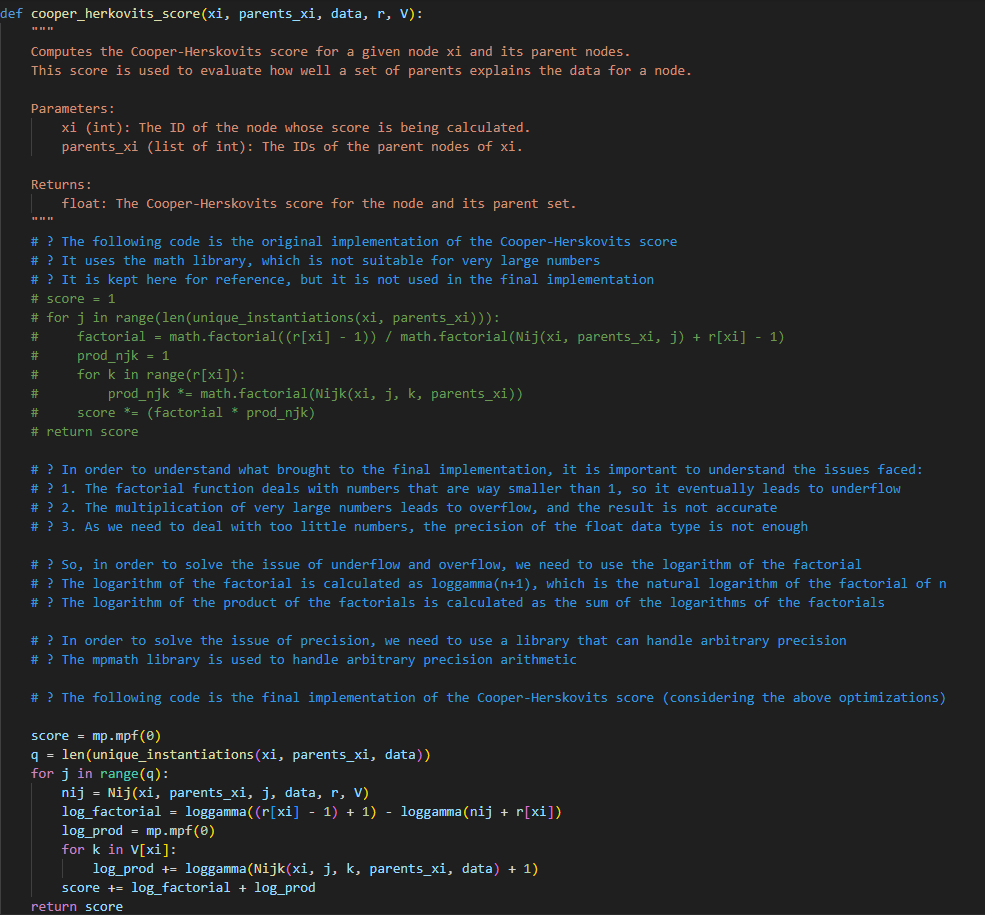 def cooper_herkovits_score(xi, parents_xi, data, r, V):
    """
    Computes the Cooper-Herskovits score for a given node xi and its parent nodes.
    This score is used to evaluate how well a set of parents explains the data for a node.

    Parameters:
        xi (int): The ID of the node whose score is being calculated.
        parents_xi (list of int): The IDs of the parent nodes of xi.

    Returns:
        float: The Cooper-Herskovits score for the node and its parent set.
    """
    # ? The following code is the original implementation of the Cooper-Herskovits score
    # ? It uses the math library, which is not suitable for very large numbers
    # ? It is kept here for reference, but it is not used in the final implementation
    # score = 1
    # for j in range(len(unique_instantiations(xi, parents_xi))):
    #     factorial = math.factorial((r[xi] - 1)) / math.factorial(Nij(xi, parents_xi, j) + r[xi] - 1)
    #     prod_njk = 1
    #     for k in range(r[xi]):
    #         prod_njk *= math.factorial(Nijk(xi, j, k, parents_xi))
    #     score *= (factorial * prod_njk)
    # return score

    # ? In order to understand what brought to the final implementation, it is important to understand the issues faced:
    # ? 1. The factorial function deals with numbers that are way smaller than 1, so it eventually leads to underflow
    # ? 2. The multiplication of very large numbers leads to overflow, and the result is not accurate
    # ? 3. As we need to deal with too little numbers, the precision of the float data type is not enough

    # ? So, in order to solve the issue of underflow and overflow, we need to use the logarithm of the factorial
    # ? The logarithm of the factorial is calculated as loggamma(n+1), which is the natural logarithm of the factorial of n
    # ? The logarithm of the product of the factorials is calculated as the sum of the logarithms of the factorials

    # ? In order to solve the issue of precision, we need to use a library that can handle arbitrary precision
    # ? The mpmath library is used to handle arbitrary precision arithmetic

    # ? The following code is the final implementation of the Cooper-Herskovits score (considering the above optimizations)

    score = mp.mpf(0)
    q = len(unique_instantiations(xi, parents_xi, data))
    for j in range(q):
        nij = Nij(xi, parents_xi, j, data, r, V)
        log_factorial = loggamma((r[xi] - 1) + 1) - loggamma(nij + r[xi])
        log_prod = mp.mpf(0)
        for k in V[xi]:
            log_prod += loggamma(Nijk(xi, j, k, parents_xi, data) + 1)
        score += log_factorial + log_prod
    return score